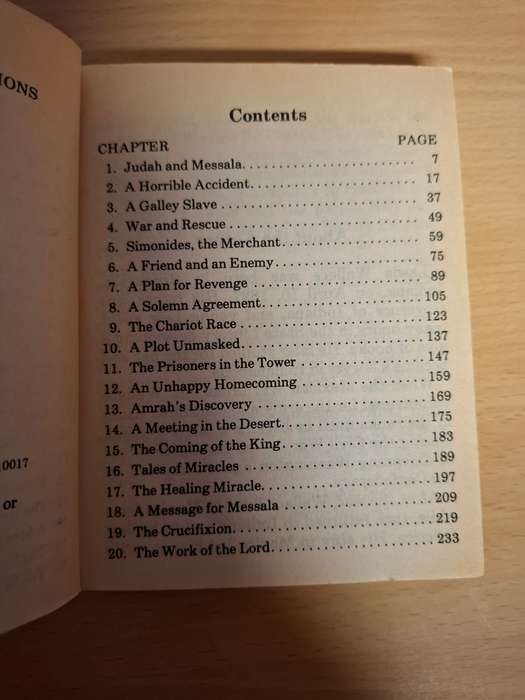 IONS
0017
or
Contents
CHAPTER PAGE
1. Judah and Messala. . . . . . . . . . . . . . . . . . . . . . . 7
2. A Horrible Accident. . . . . . . . . . . . . . . . . . . . . . 17
3. A Galley Slave . . . . . . . . . . . . . . . . . . . . . . . . . . 37
4. War and Rescue . . . . . . . . . . . . . . . . . . . . . . . . . 49
5. Simonides, the Merchant. . . . . . . . . . . . . . . . . . 59
6. A Friend and an Enemy. . . . . . . . . . . . . . . . . . . 75
7. A Plan for Revenge . . . . . . . . . . . . . . . . . . . . . . 89
8. A Solemn Agreement. . . . . . . . . . . . . . . . . . . . . 105
9. The Chariot Race . . . . . . . . . . . . . . . . . . . . . . . . 123
10. A Plot Unmasked. . . . . . . . . . . . . . . . . . . . . . . . 137
11. The Prisoners in the Tower . . . . . . . . . . . . . . . . 147
12. An Unhappy Homecoming . . . . . . . . . . . . . . . . 159
13. Amrah's Discovery . . . . . . . . . . . . . . . . . . . . . . 169
14. A Meeting in the Desert. . . . . . . . . . . . . . . . . . . 175
15. The Coming of the King. . . . . . . . . . . . . . . . . . . 183
16. Tales of Miracles . . . . . . . . . . . . . . . . . . . . . . . . 189
17. The Healing Miracle. . . . . . . . . . . . . . . . . . . . . . 197
18. A Message for Messala . . . . . . . . . . . . . . . . . . . 209
19. The Crucifixion. . . . . . . . . . . . . . . . . . . . . . . . . . 219
20. The Work of the Lord. . . . . . . . . . . . . . . . . . . . . 233